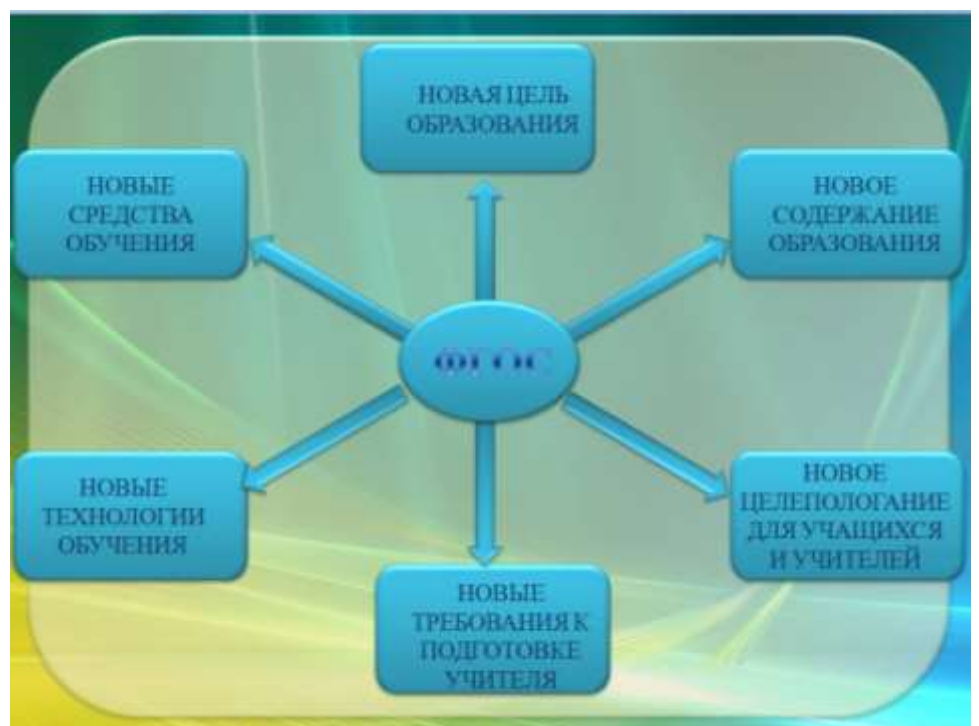 НОВАЯ ЦЕЛЬ
ОБРАЗОВАНИЯ
НОВЫЕ
СРЕДСТВА
ОБУЧЕНИЯ
НОВОЕ
СОДЕРЖАНИЕ
ОБРАЗОВАНИЯ
ФГОС
НОВЫЕ
ТЕХНОЛОГИИ
ОБУЧЕНИЯ
НОВОЕ
ЦЕЛЕПОЛОГАНИЕ
ДЛЯ УЧАЩИХСЯ
И УЧИТЕЛЕЙ
НОВЫЕ
ТРЕБОВАНИЯ К
ПОДГОТОВКЕ
УЧИТЕЛЯ